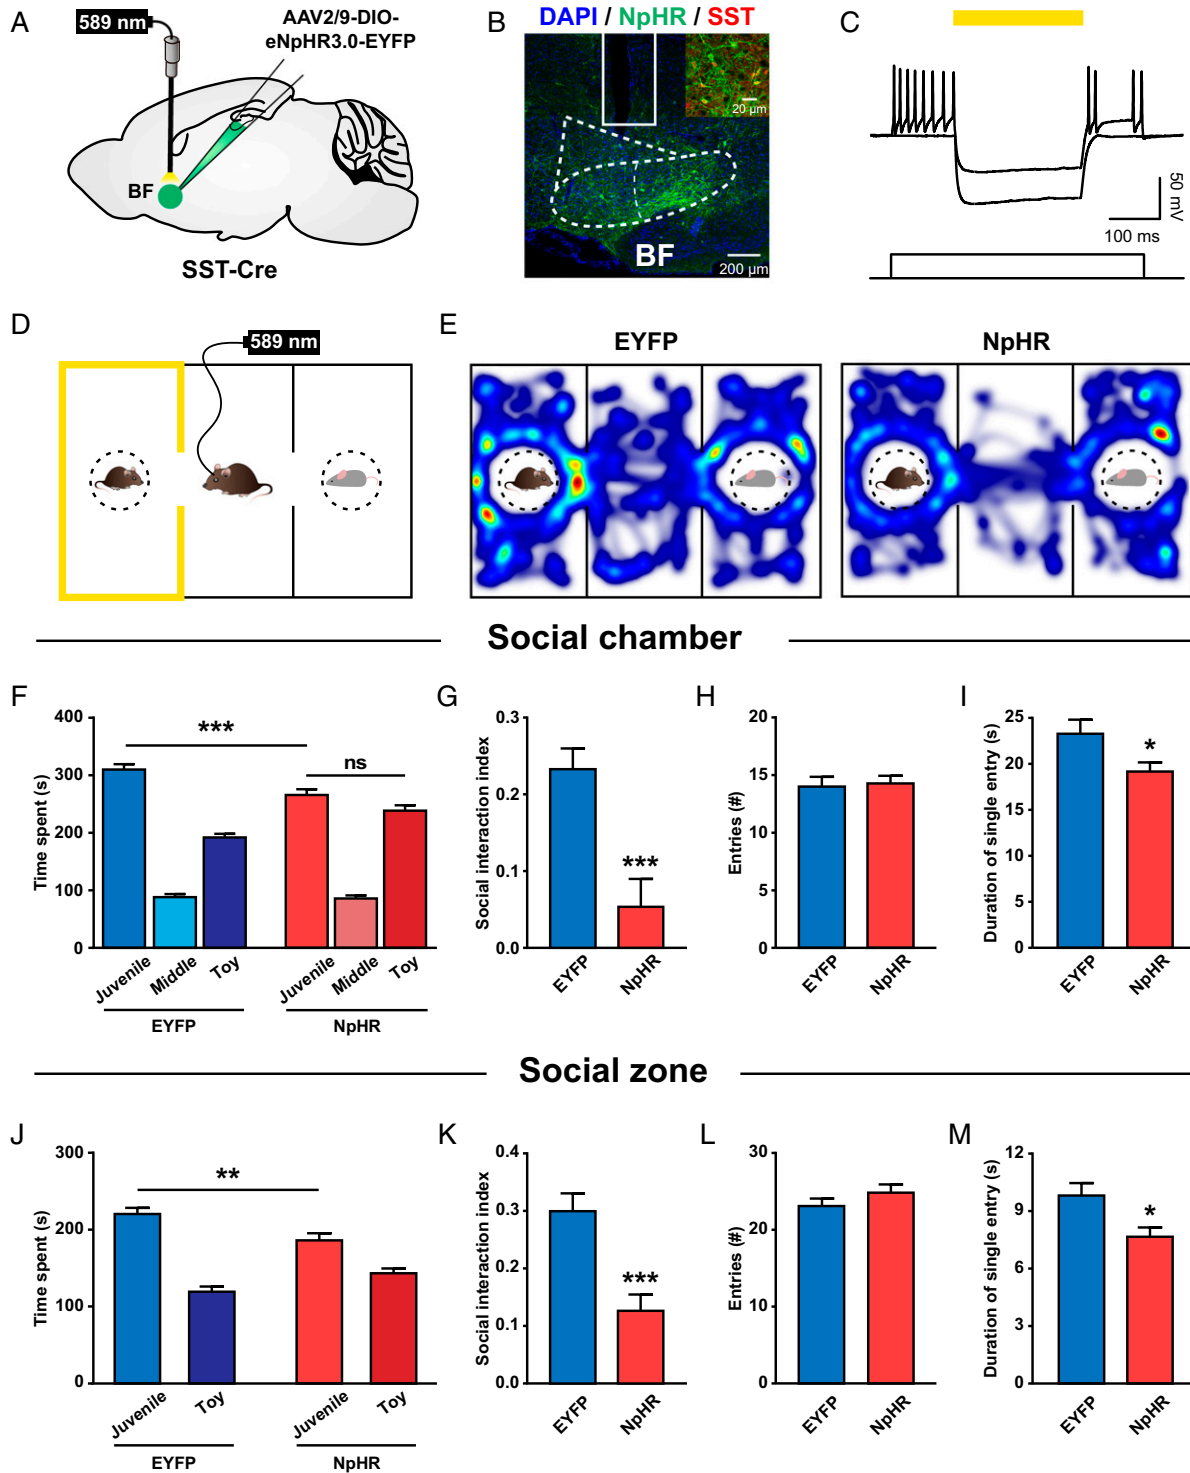 A
589 nm
AAV2/9-DIO-
eNpHR3.0-EYFP
BF
SST-Cre
B
DAPI / NpHR / SST
20 µm
BF
200 µm
C
50 mV
100 ms
D
589 nm
E
EYFP
NpHR
Social chamber
F
Time spent (s)
400
300
200
100
0
***
ns
Juvenile
Middle
Toy
Juvenile
Middle
Toy
EYFP
NpHR
G
Social interaction index
0.3
0.2
0.1
0.0
***
EYFP
NpHR
H
Entries (#)
20
15
10
5
0
EYFP
NpHR
I
Duration of single entry (s)
25
20
15
10
5
0
*
EYFP
NpHR
Social zone
J
Time spent (s)
300
200
100
0
**
Juvenile
Toy
Juvenile
Toy
EYFP
NpHR
K
Social interaction index
0.4
0.3
0.2
0.1
0.0
***
EYFP
NpHR
L
Entries (#)
30
20
10
0
EYFP
NpHR
M
Duration of single entry (s)
12
9
6
3
0
*
EYFP
NpHR